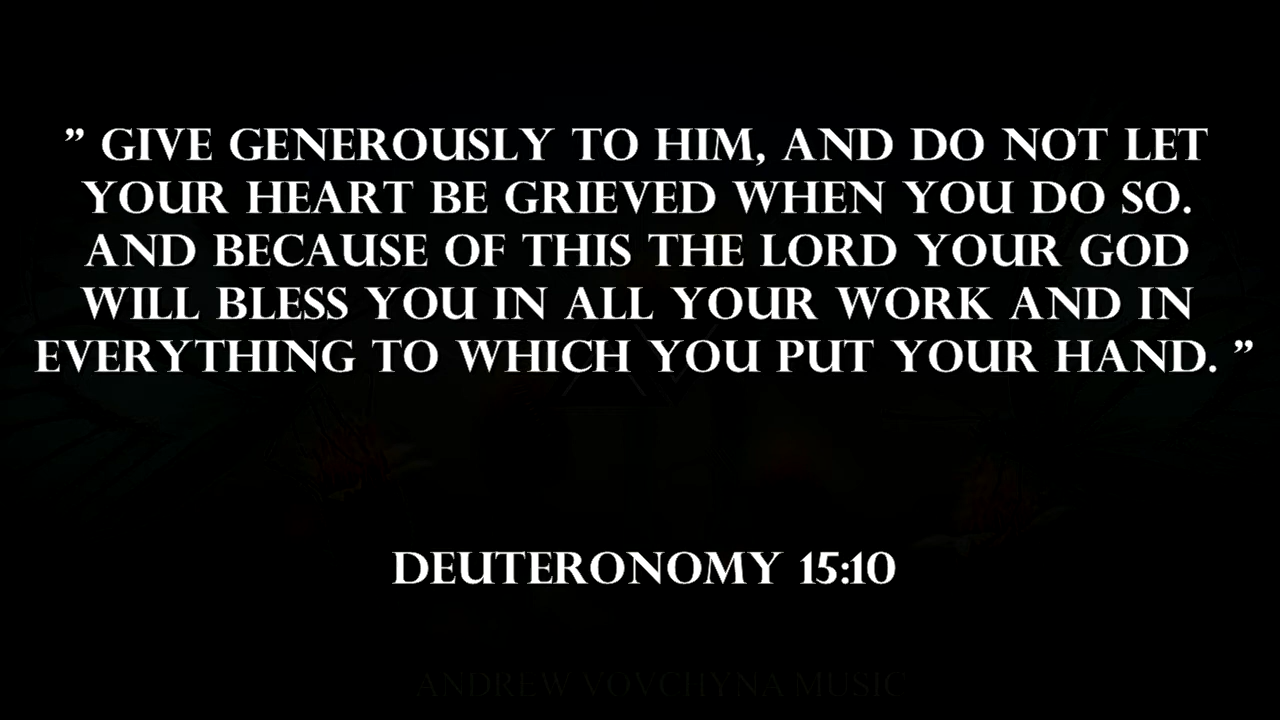 ” GIVE GENEROUSLY TO HIM, AND DO NOT LET
YOUR HEART BE GRIEVED WHEN YOU DO SO.
AND BECAUSE OF THIS THE LORD YOUR GOD
WILL BLESS YOU IN ALL YOUR WORK AND IN
EVERYTHING TO WHICH YOU PUT YOUR HAND. ”
DEUTERONOMY 15:10
ANDREW VOVCHYNA MUSIC